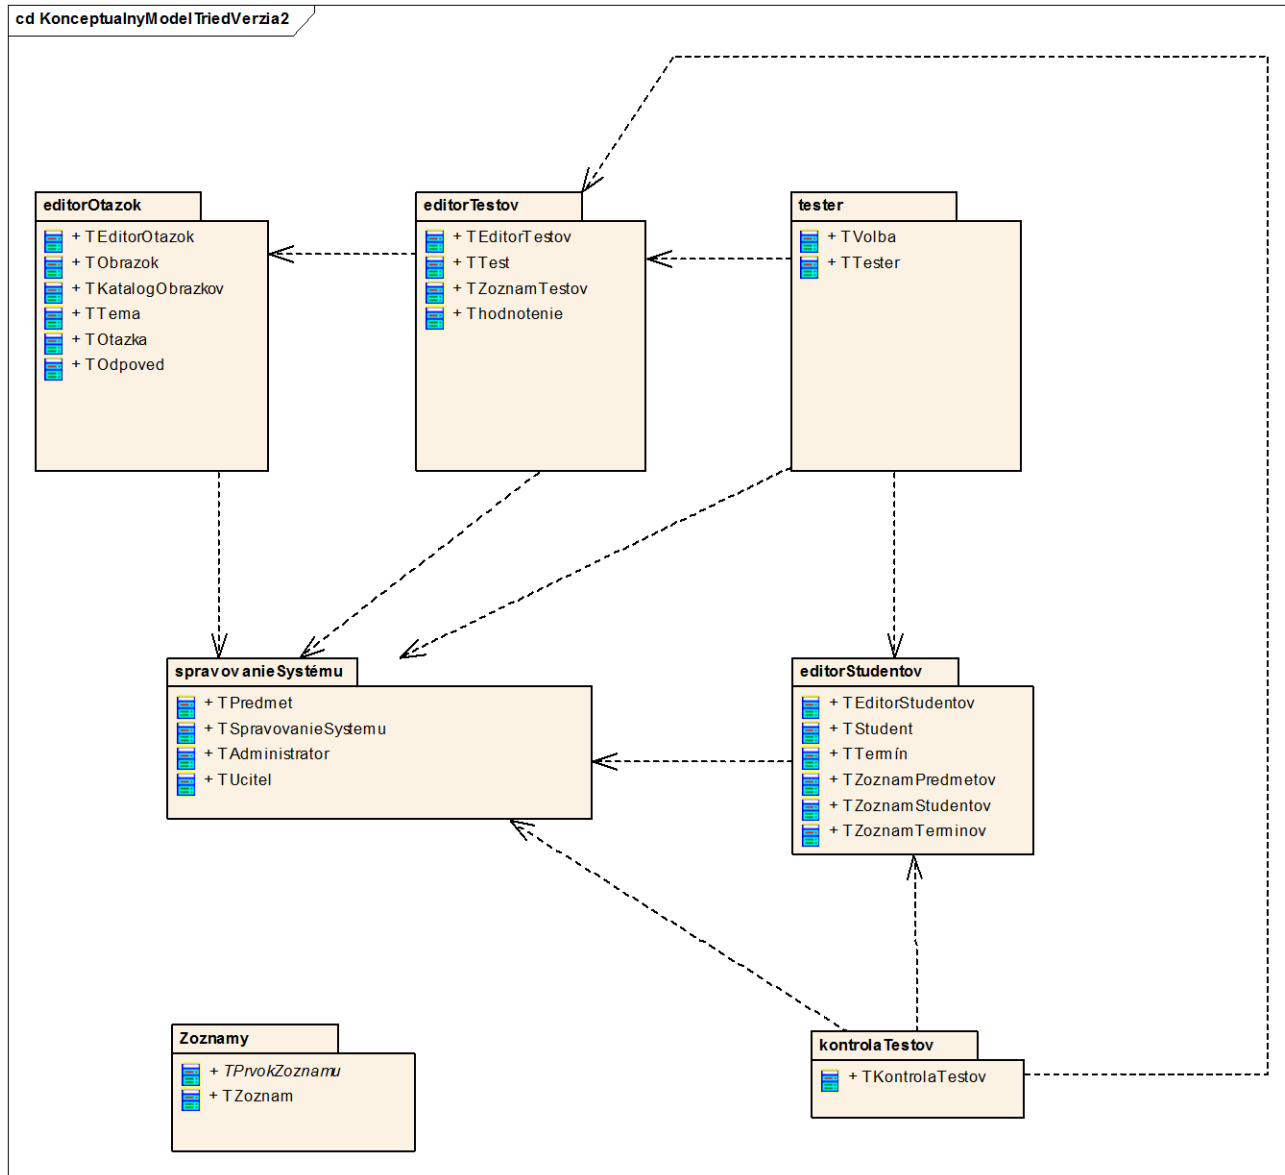 cd KonceptualnyModelTriedVerzia2
editorOtazok
+ TEditorOtazok
+ TObrazok
+ TKatalogObrazkov
+ TTema
+ TOtazka
+ TOdpoved
editorTestov
+ TEditorTestov
+ TTest
+ TZoznamTestov
+ Thodnotenie
tester
+ TVolba
+ TTester
spravovanieSystému
+ TPredmet
+ TSpravovanieSystemu
+ TAdministrator
+ TUcitel
editorStudentov
+ TEditorStudentov
+ TStudent
+ TTermín
+ TZoznamPredmetov
+ TZoznamStudentov
+ TZoznamTerminov
Zoznamy
+ TPrvokZoznamu
+ TZoznam
kontrolaTestov
+ TKontrolaTestov